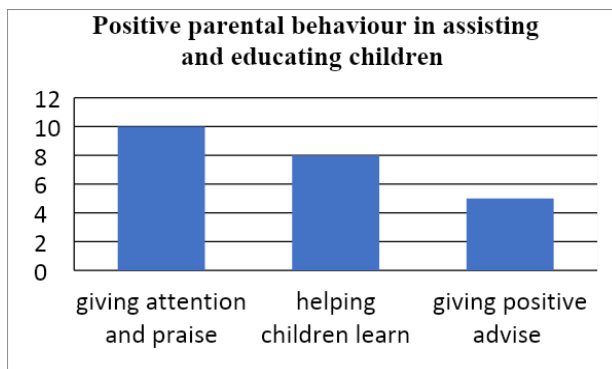 Positive parental behaviour in assisting
and educating children
12
10
8
6
4
2
0
giving attention
and praise
helping
children learn
giving positive
advise